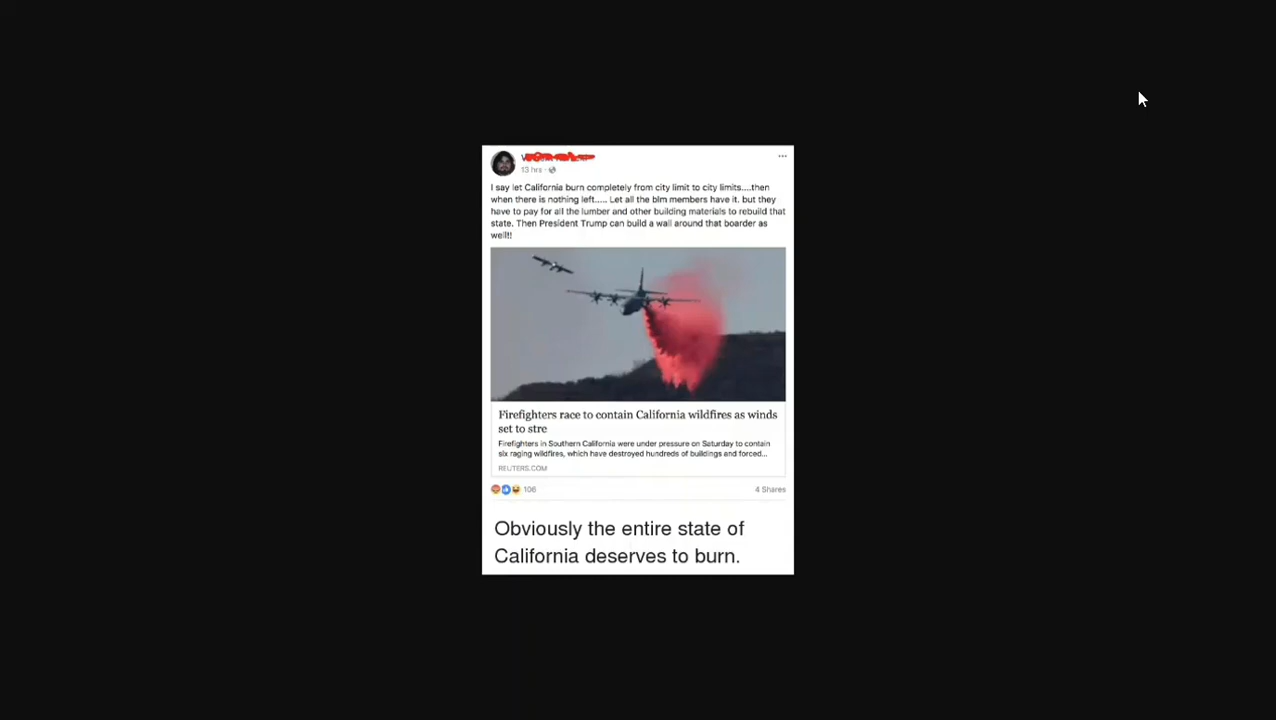 13 hrs ·
I say let California burn completely from city limit to city limits....then
when there is nothing left..... Let all the blm members have it. but they
have to pay for all the lumber and other building materials to rebuild that
state. Then President Trump can build a wall around that boarder as
well!!
Firefighters race to contain California wildfires as winds
set to stre
Firefighters in Southern California were under pressure on Saturday to contain
six raging wildfires, which have destroyed hundreds of buildings and forced...
REUTERS.COM
106
4 Shares
Obviously the entire state of
California deserves to burn.